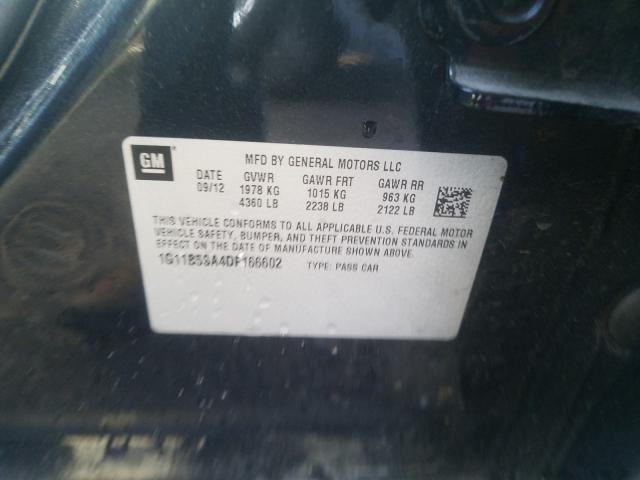 GM
MFD BY GENERAL MOTORS LLC
DATE GVWR GAWR FRT GAWR RR
09/12 1978 KG 1015 KG 963 KG
4360 LB 2238 LB 2122 LB
THIS VEHICLE CONFORMS TO ALL APPLICABLE U.S. FEDERAL MOTOR
VEHICLE SAFETY, BUMPER, AND THEFT PREVENTION STANDARDS IN
EFFECT ON THE DATE OF MANUFACTURE SHOWN ABOVE.
1G11B5SA4DF166602 TYPE: PASS CAR